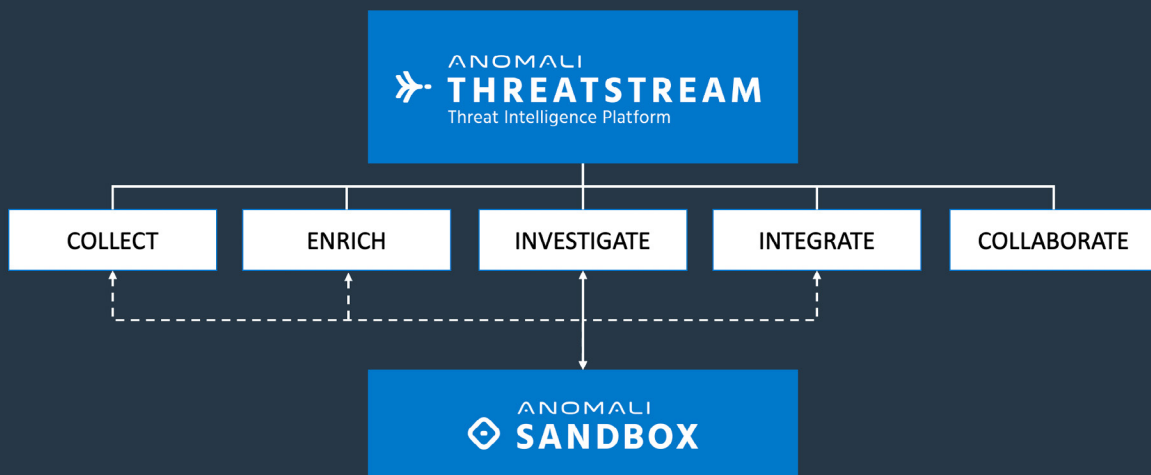 ANOMALI
THREATSTREAM
Threat Intelligence Platform
COLLECT
ENRICH
INVESTIGATE
INTEGRATE
COLLABORATE
ANOMALI
SANDBOX